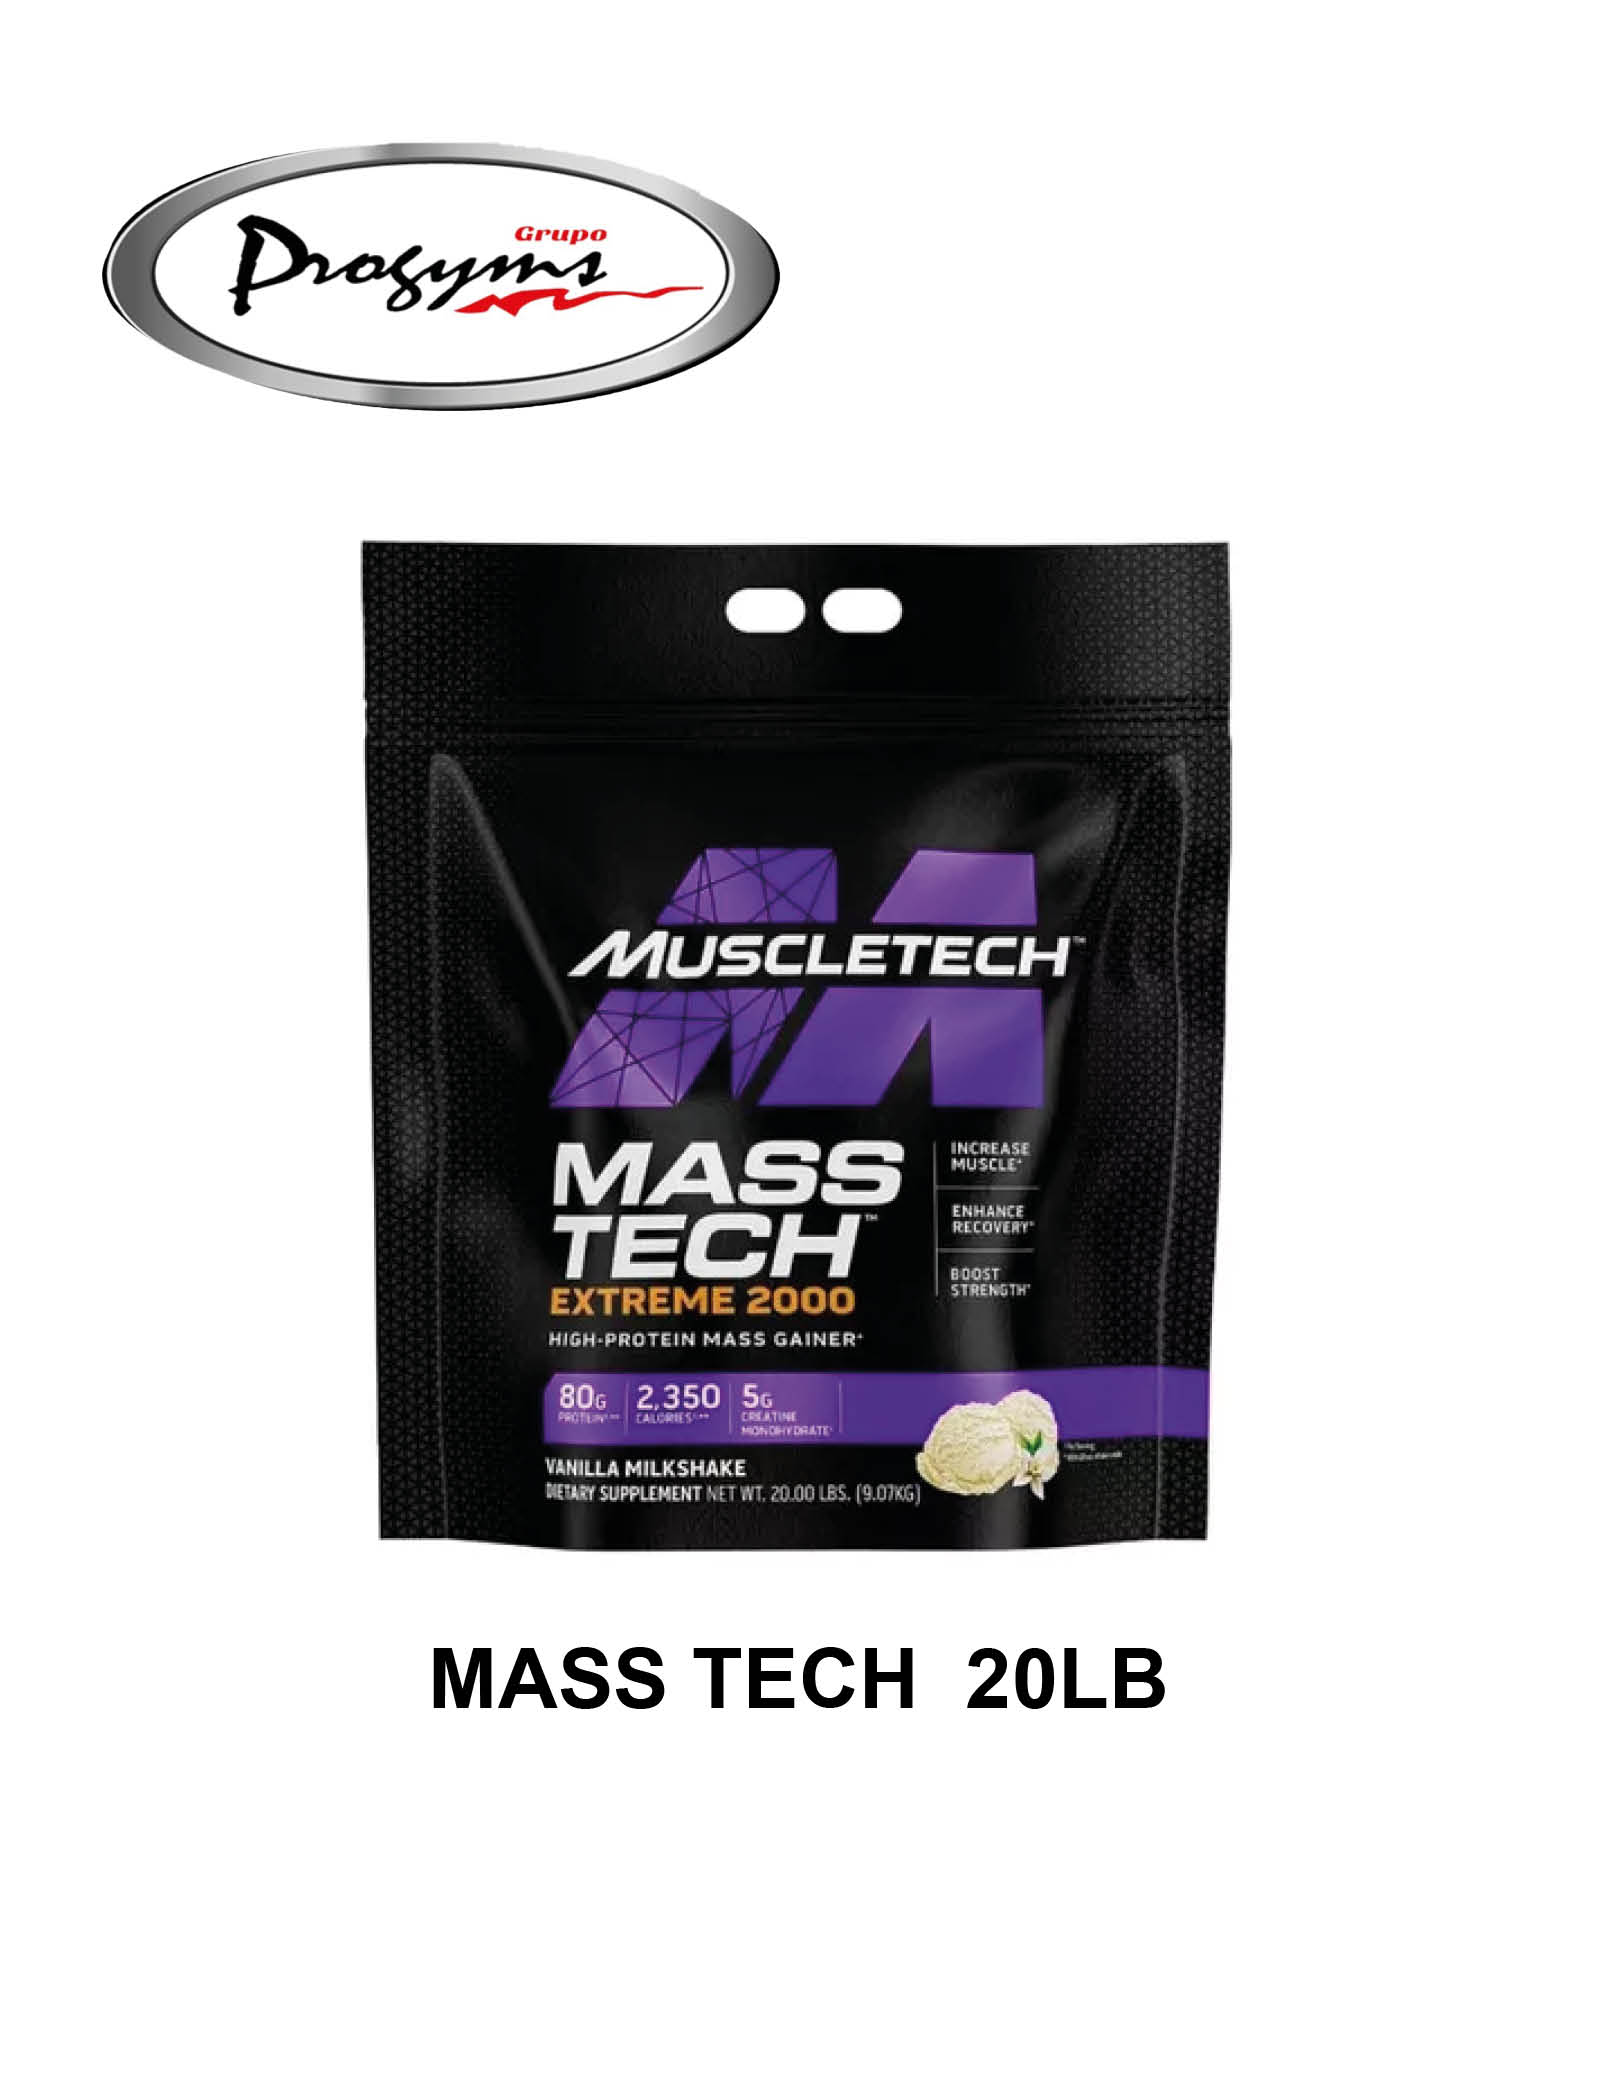 Grupo
Progyms
MUSCLETECH™
MASS
TECH™
EXTREME 2000
HIGH-PROTEIN MASS GAINER⁺
INCREASE
MUSCLE⁺
ENHANCE
RECOVERY⁺
BOOST
STRENGTH⁺
80G 2,350 5G
PROTEIN CALORIES CREATINE
MONOHYDRATE
VANILLA MILKSHAKE
DIETARY SUPPLEMENT NET WT. 20.00 LBS. (9.07KG)
MASS TECH  20LB